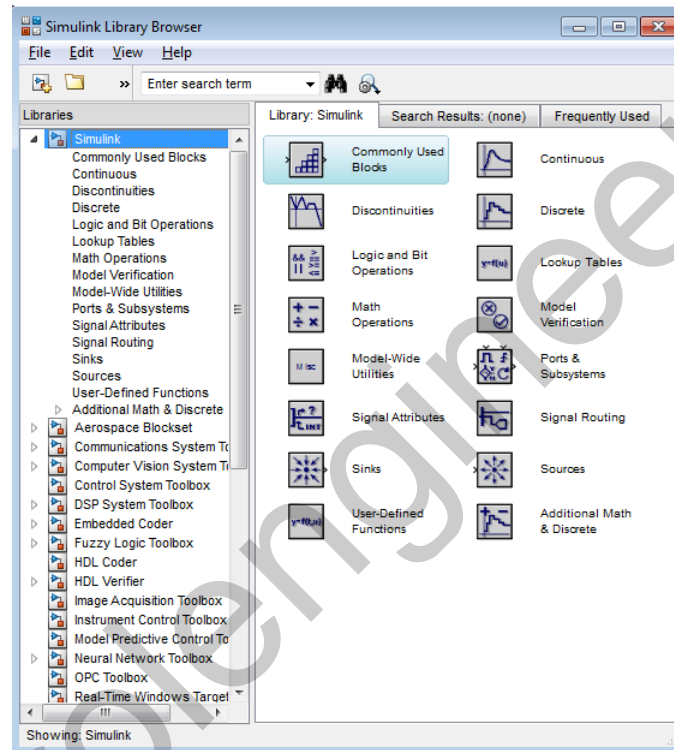 Simulink Library Browser
File Edit View Help
» Enter search term
Libraries
Library: Simulink Search Results: (none) Frequently Used
Simulink
Commonly Used Blocks
Continuous
Discontinuities
Discrete
Logic and Bit Operations
Lookup Tables
Math Operations
Model Verification
Model-Wide Utilities
Ports & Subsystems
Signal Attributes
Signal Routing
Sinks
Sources
User-Defined Functions
Additional Math & Discrete
Aerospace Blockset
Communications System To
Computer Vision System To
Control System Toolbox
DSP System Toolbox
Embedded Coder
Fuzzy Logic Toolbox
HDL Coder
HDL Verifier
Image Acquisition Toolbox
Instrument Control Toolbox
Model Predictive Control To
Neural Network Toolbox
OPC Toolbox
Real-Time Windows Target
Commonly Used
Blocks
Continuous
Discontinuities
Discrete
Logic and Bit
Operations
y=f(u)
Lookup Tables
Math
Operations
Model
Verification
Misc
Model-Wide
Utilities
Ports &
Subsystems
Signal Attributes
Signal Routing
Sinks
Sources
y=f(t,u)
User-Defined
Functions
Additional Math
& Discrete
Showing: Simulink